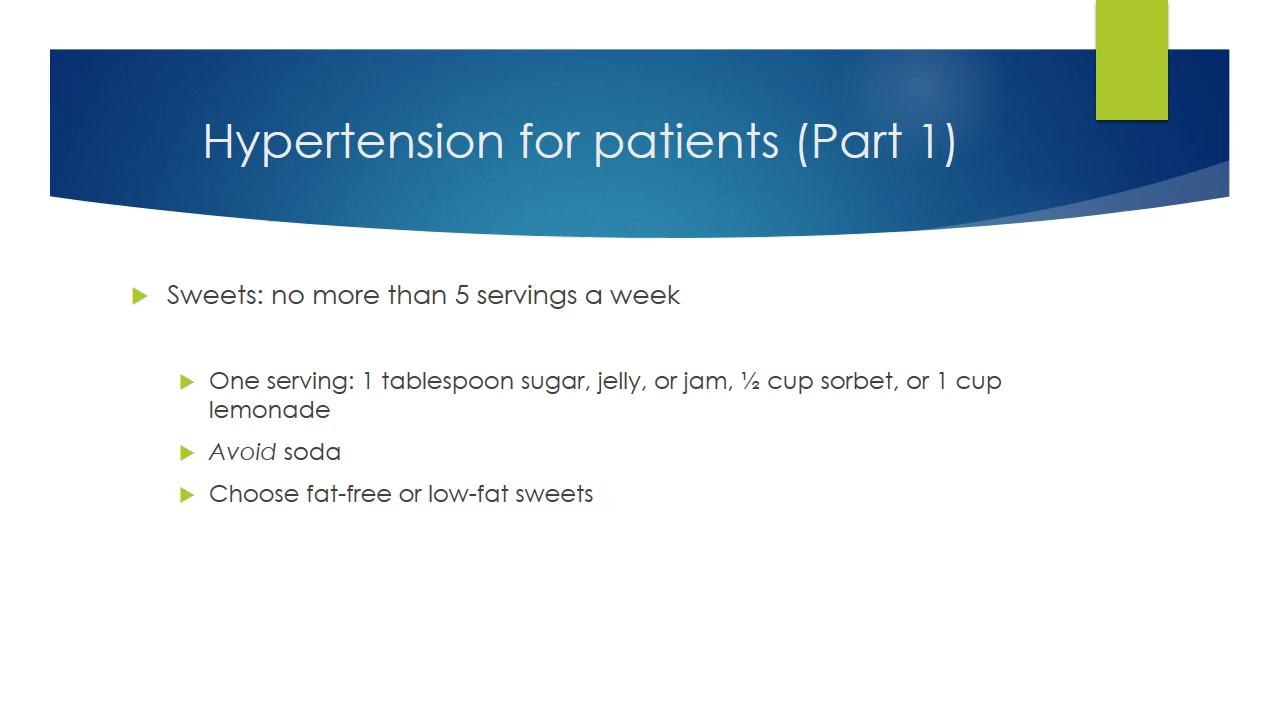 Hypertension for patients (Part 1)
Sweets: no more than 5 servings a week
One serving: 1 tablespoon sugar, jelly, or jam, ½ cup sorbet, or 1 cup
lemonade
Avoid soda
Choose fat-free or low-fat sweets